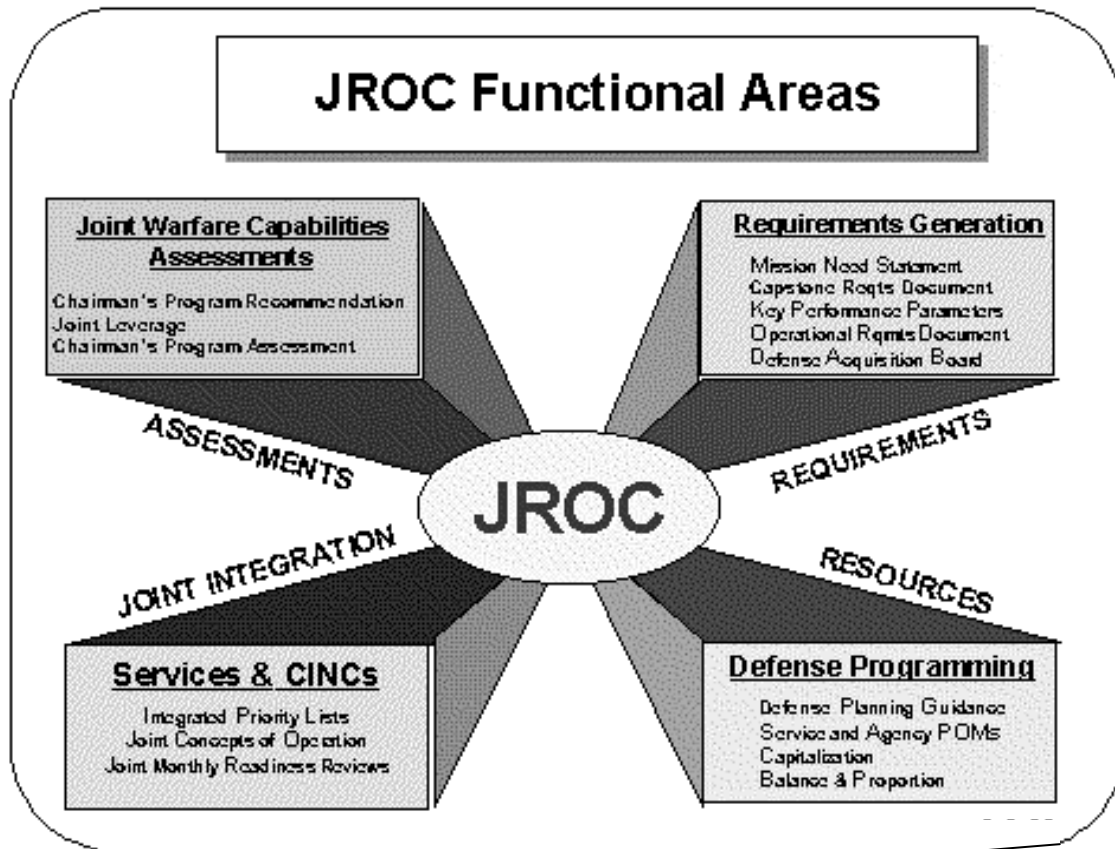 JROC Functional Areas
Joint Warfare Capabilities
Assessments
Chairman's Program Recommendation
Joint Leverage
Chairman's Program Assessment
Requirements Generation
Mission Need Statement
Capstone Reqts Document
Key Performance Parameters
Operational Rqmts Document
Defense Acquisition Board
ASSESSMENTS
REQUIREMENTS
JROC
JOINT INTEGRATION
RESOURCES
Services & CINCs
Integrated Priority Lists
Joint Concepts of Operation
Joint Monthly Readiness Reviews
Defense Programming
Defense Planning Guidance
Service and Agency POMs
Capitalization
Balance & Proportion